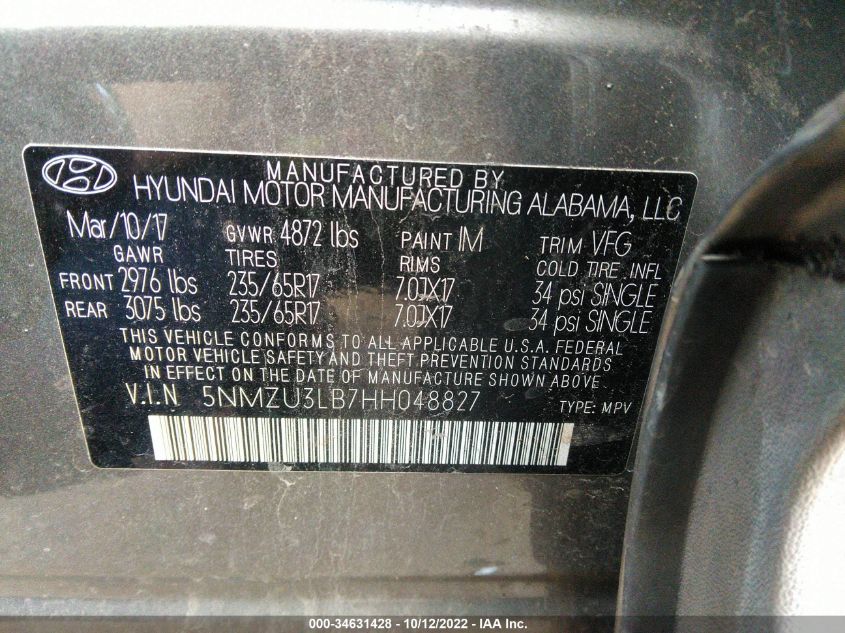 MANUFACTURED BY
HYUNDAI MOTOR MANUFACTURING ALABAMA, LLC
Mar/10/17 GVWR 4872 lbs PAINT IM TRIM VFG
GAWR TIRES RIMS COLD TIRE. INFL
FRONT 2976 lbs 235/65R17 7.0JX17 34 psi SINGLE
REAR 3075 lbs 235/65R17 7.0JX17 34 psi SINGLE
THIS VEHICLE CONFORMS TO ALL APPLICABLE U.S.A. FEDERAL
MOTOR VEHICLE SAFETY AND THEFT PREVENTION STANDARDS
IN EFFECT ON THE DATE OF MANUFACTURE SHOWN ABOVE.
V.I.N 5NMZU3LB7HH048827 TYPE: MPV
000-34631428 - 10/12/2022 - IAA Inc.